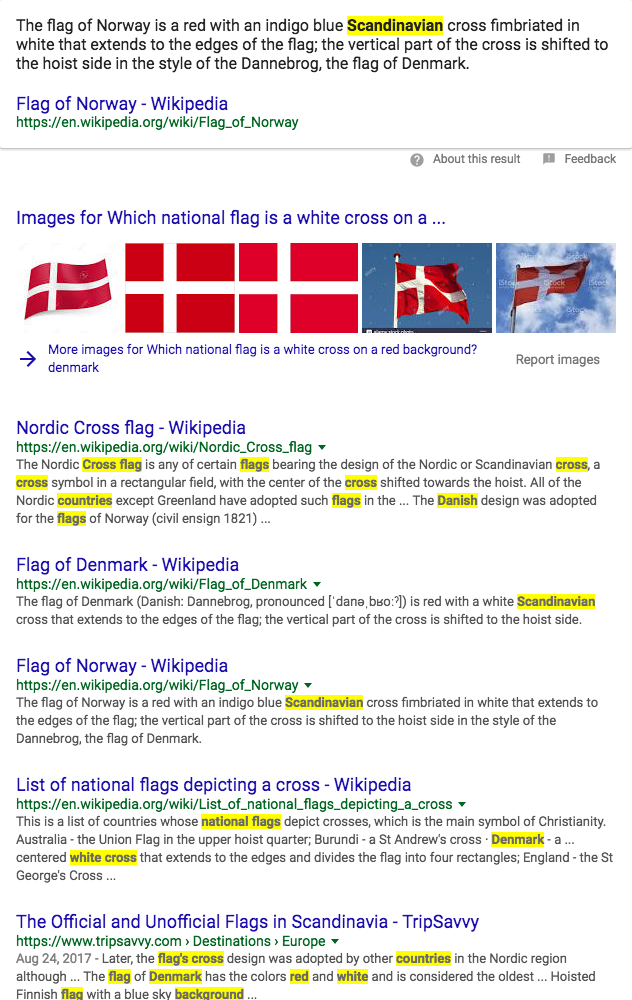 The flag of Norway is a red with an indigo blue Scandinavian cross fimbriated in
white that extends to the edges of the flag; the vertical part of the cross is shifted to
the hoist side in the style of the Dannebrog, the flag of Denmark.
Flag of Norway - Wikipedia
https://en.wikipedia.org/wiki/Flag_of_Norway
About this result Feedback
Images for Which national flag is a white cross on a ...
iStock
More images for Which national flag is a white cross on a red background?
denmark
Report images
Nordic Cross flag - Wikipedia
https://en.wikipedia.org/wiki/Nordic_Cross_flag
The Nordic Cross flag is any of certain flags bearing the design of the Nordic or Scandinavian cross, a
cross symbol in a rectangular field, with the center of the cross shifted towards the hoist. All of the
Nordic countries except Greenland have adopted such flags in the ... The Danish design was adopted
for the flags of Norway (civil ensign 1821) ...
Flag of Denmark - Wikipedia
https://en.wikipedia.org/wiki/Flag_of_Denmark
The flag of Denmark (Danish: Dannebrog, pronounced [ˈdanəˌbʁoːˀ]) is red with a white Scandinavian
cross that extends to the edges of the flag; the vertical part of the cross is shifted to the hoist side.
Flag of Norway - Wikipedia
https://en.wikipedia.org/wiki/Flag_of_Norway
The flag of Norway is a red with an indigo blue Scandinavian cross fimbriated in white that extends to
the edges of the flag; the vertical part of the cross is shifted to the hoist side in the style of the
Dannebrog, the flag of Denmark.
List of national flags depicting a cross - Wikipedia
https://en.wikipedia.org/wiki/List_of_national_flags_depicting_a_cross
This is a list of countries whose national flags depict crosses, which is the main symbol of Christianity.
Australia - the Union Flag in the upper hoist quarter; Burundi - a St Andrew's cross · Denmark - a ...
centered white cross that extends to the edges and divides the flag into four rectangles; England - the St
George's Cross ...
The Official and Unofficial Flags in Scandinavia - TripSavvy
https://www.tripsavvy.com › Destinations › Europe
Aug 24, 2017 - Later, the flag's cross design was adopted by other countries in the Nordic region
although ... The flag of Denmark has the colors red and white and is considered the oldest ... Hoisted
Finnish flag with a blue sky background ...